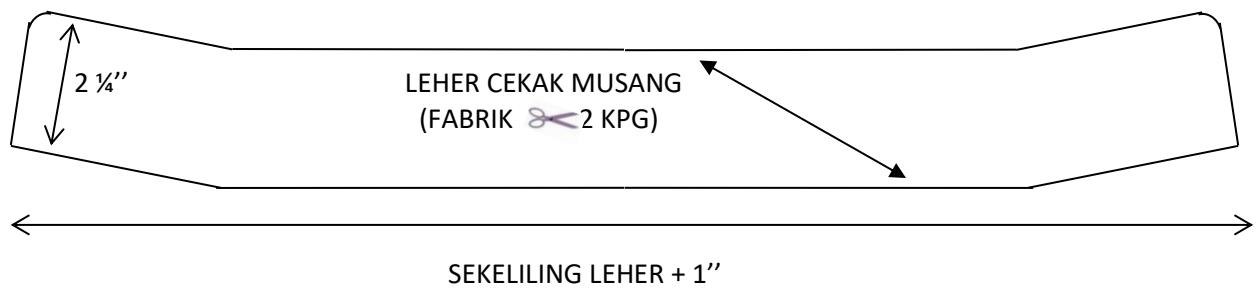 2 ¼’’
LEHER CEKAK MUSANG
(FABRIK 2 KPG)
SEKELILING LEHER + 1’’